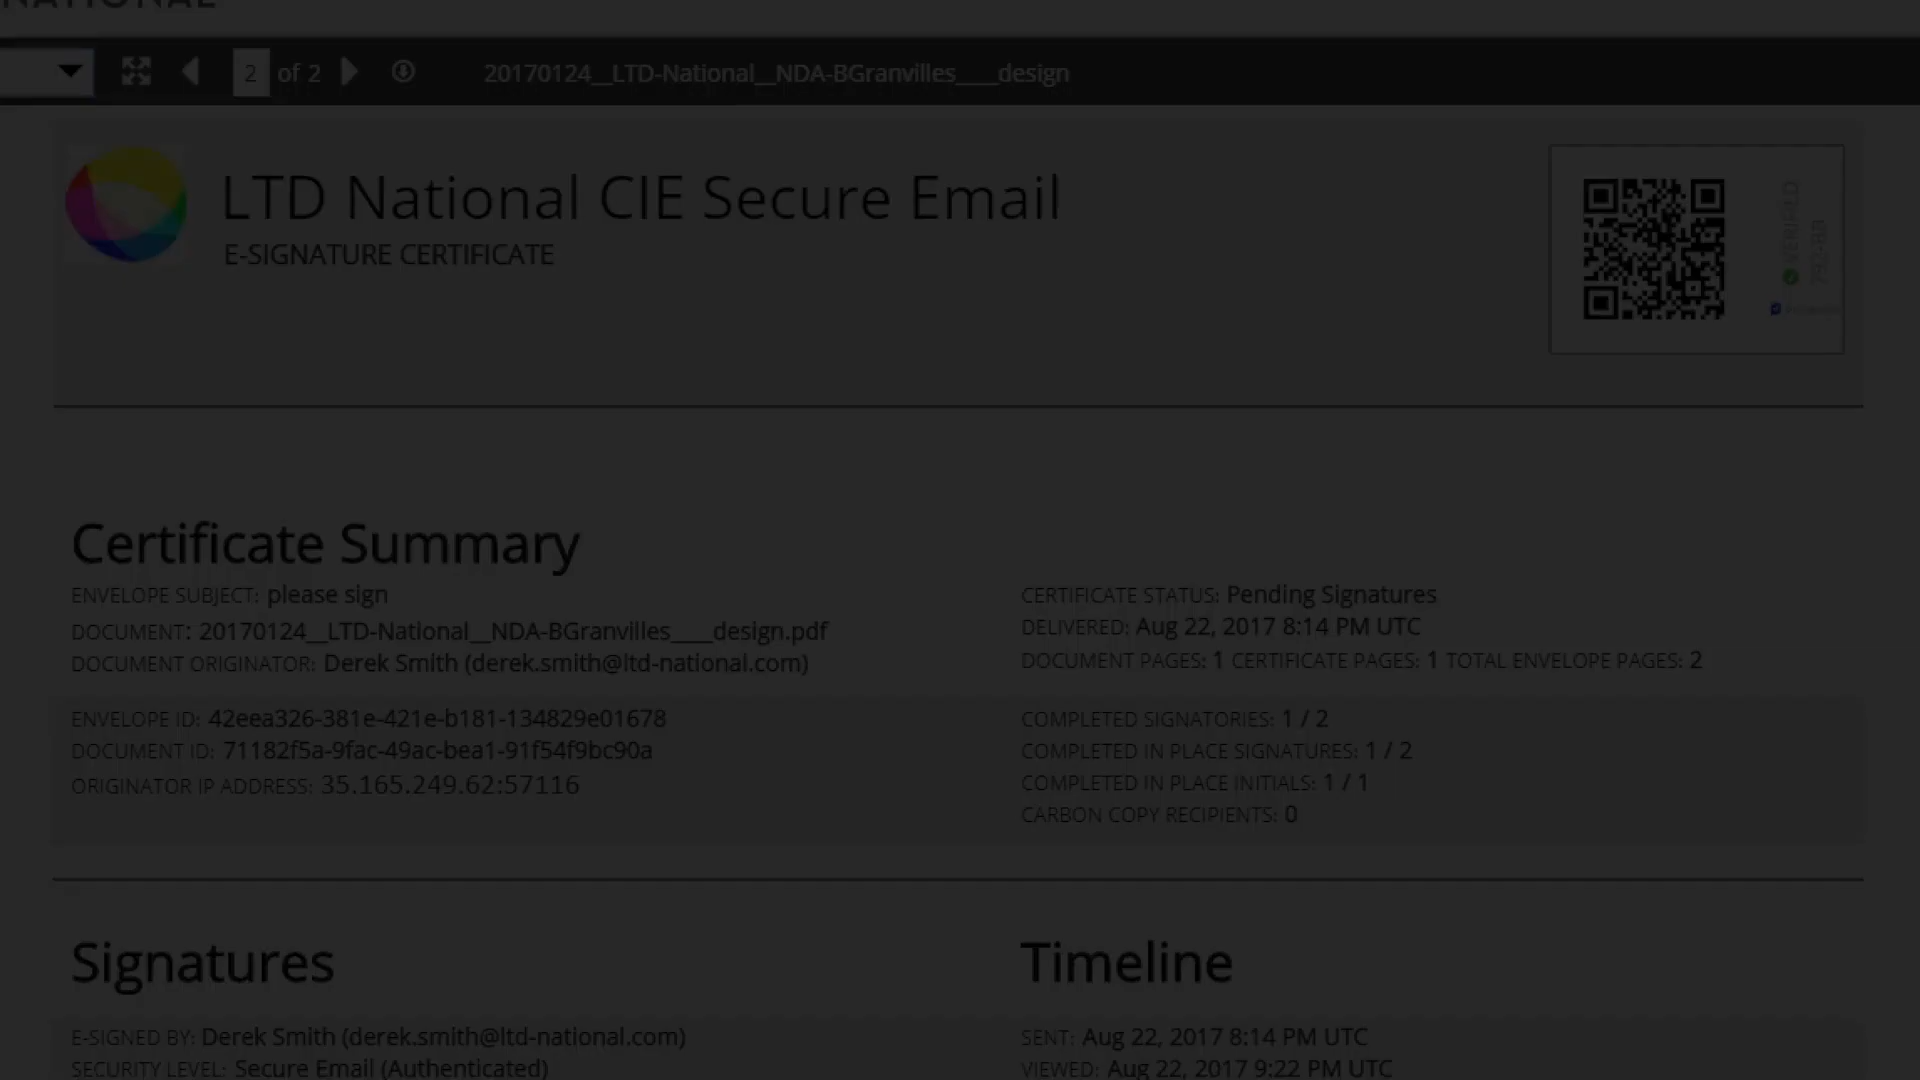 NATIONAL
2 of 2 20170124__LTD-National__NDA-BGranvilles____design
LTD National CIE Secure Email
E-SIGNATURE CERTIFICATE
VERIFIED
Certificate Summary
ENVELOPE SUBJECT: please sign
DOCUMENT: 20170124__LTD-National__NDA-BGranvilles____design.pdf
DOCUMENT ORIGINATOR: Derek Smith (derek.smith@ltd-national.com)
CERTIFICATE STATUS: Pending Signatures
DELIVERED: Aug 22, 2017 8:14 PM UTC
DOCUMENT PAGES: 1 CERTIFICATE PAGES: 1 TOTAL ENVELOPE PAGES: 2
ENVELOPE ID: 42eea326-381e-421e-b181-134829e01678
DOCUMENT ID: 71182f5a-9fac-49ac-bea1-91f54f9bc90a
ORIGINATOR IP ADDRESS: 35.165.249.62:57116
COMPLETED SIGNATORIES: 1 / 2
COMPLETED IN PLACE SIGNATURES: 1 / 2
COMPLETED IN PLACE INITIALS: 1 / 1
CARBON COPY RECIPIENTS: 0
Signatures
E-SIGNED BY: Derek Smith (derek.smith@ltd-national.com)
SECURITY LEVEL: Secure Email (Authenticated)
Timeline
SENT: Aug 22, 2017 8:14 PM UTC
VIEWED: Aug 22, 2017 9:22 PM UTC